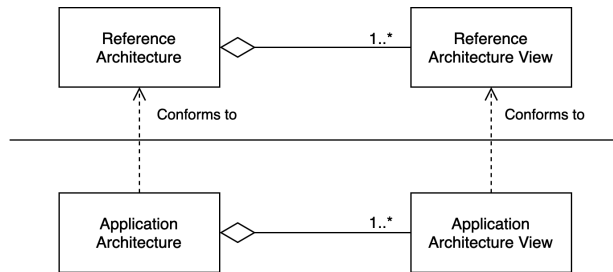 Reference
Architecture
1..*
Reference
Architecture View
Conforms to
Conforms to
Application
Architecture
1..*
Application
Architecture View